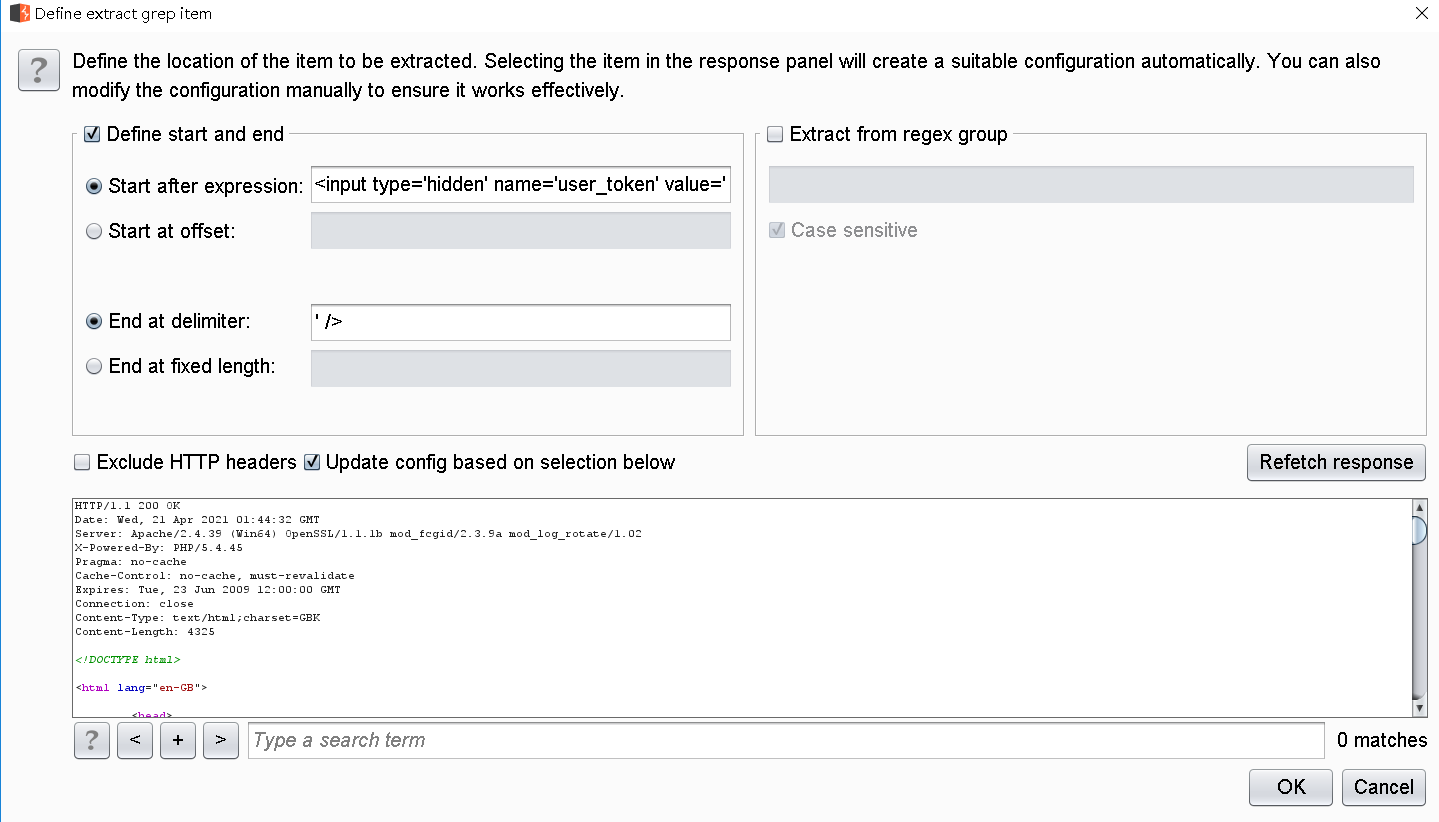 Define extract grep item
?
Define the location of the item to be extracted. Selecting the item in the response panel will create a suitable configuration automatically. You can also
modify the configuration manually to ensure it works effectively.
Define start and end
Start after expression: <input type='hidden' name='user_token' value='
Start at offset:
End at delimiter: ' />
End at fixed length:
Extract from regex group
Case sensitive
Exclude HTTP headers Update config based on selection below Refetch response
HTTP/1.1 200 OK
Date: Wed, 21 Apr 2021 01:44:32 GMT
Server: Apache/2.4.39 (Win64) OpenSSL/1.1.1b mod_fcgid/2.3.9a mod_log_rotate/1.02
X-Powered-By: PHP/5.4.45
Pragma: no-cache
Cache-Control: no-cache, must-revalidate
Expires: Tue, 23 Jun 2009 12:00:00 GMT
Connection: close
Content-Type: text/html;charset=GBK
Content-Length: 4325
<!DOCTYPE html>
<html lang="en-GB">
<head>
? < + > Type a search term 0 matches
OK Cancel